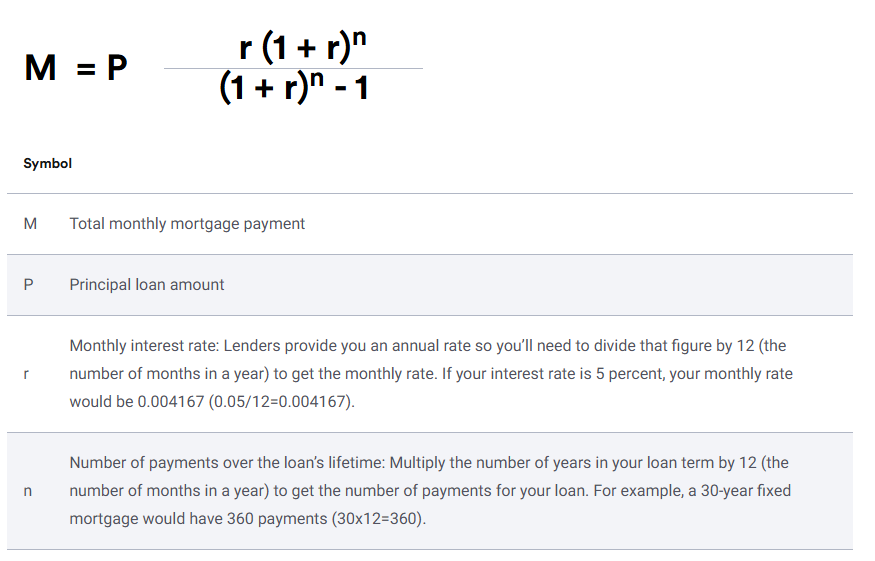 M = P r (1 + r)ⁿ
(1 + r)ⁿ - 1
Symbol
M Total monthly mortgage payment
P Principal loan amount
Monthly interest rate: Lenders provide you an annual rate so you’ll need to divide that figure by 12 (the
r number of months in a year) to get the monthly rate. If your interest rate is 5 percent, your monthly rate
would be 0.004167 (0.05/12=0.004167).
Number of payments over the loan’s lifetime: Multiply the number of years in your loan term by 12 (the
n number of months in a year) to get the number of payments for your loan. For example, a 30-year fixed
mortgage would have 360 payments (30x12=360).